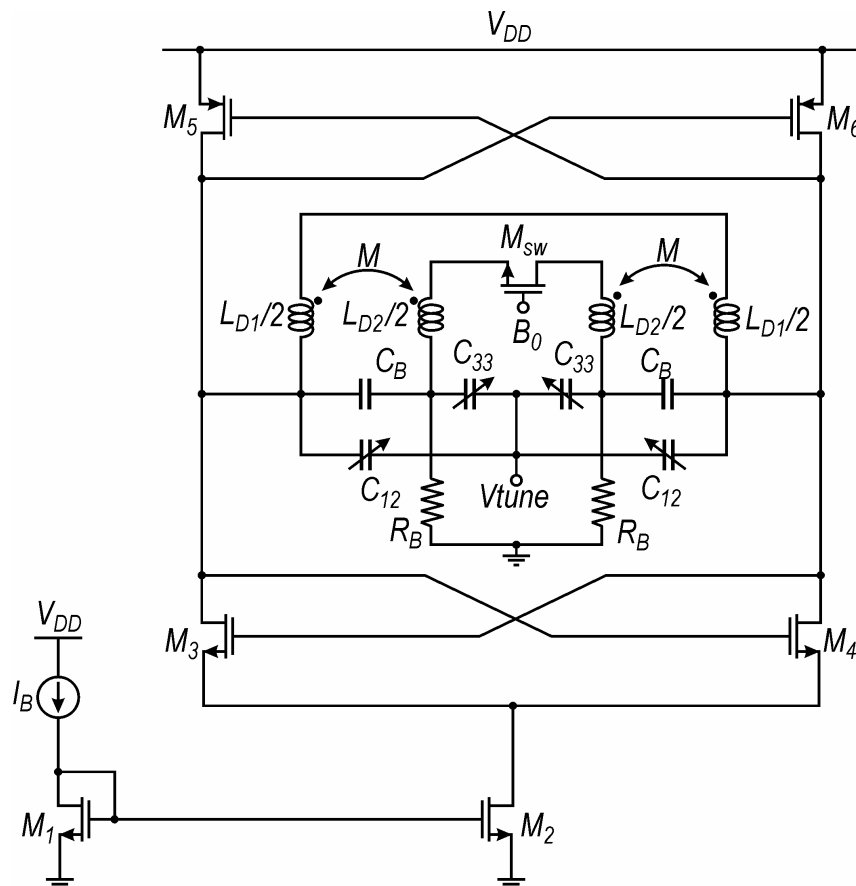 V_DD
M_5
M_6
M
M_sw
M
L_D1/2
L_D2/2
B_0
L_D2/2
L_D1/2
C_B
C_33
C_33
C_B
C_12
Vtune
C_12
R_B
R_B
V_DD
M_3
M_4
I_B
M_1
M_2